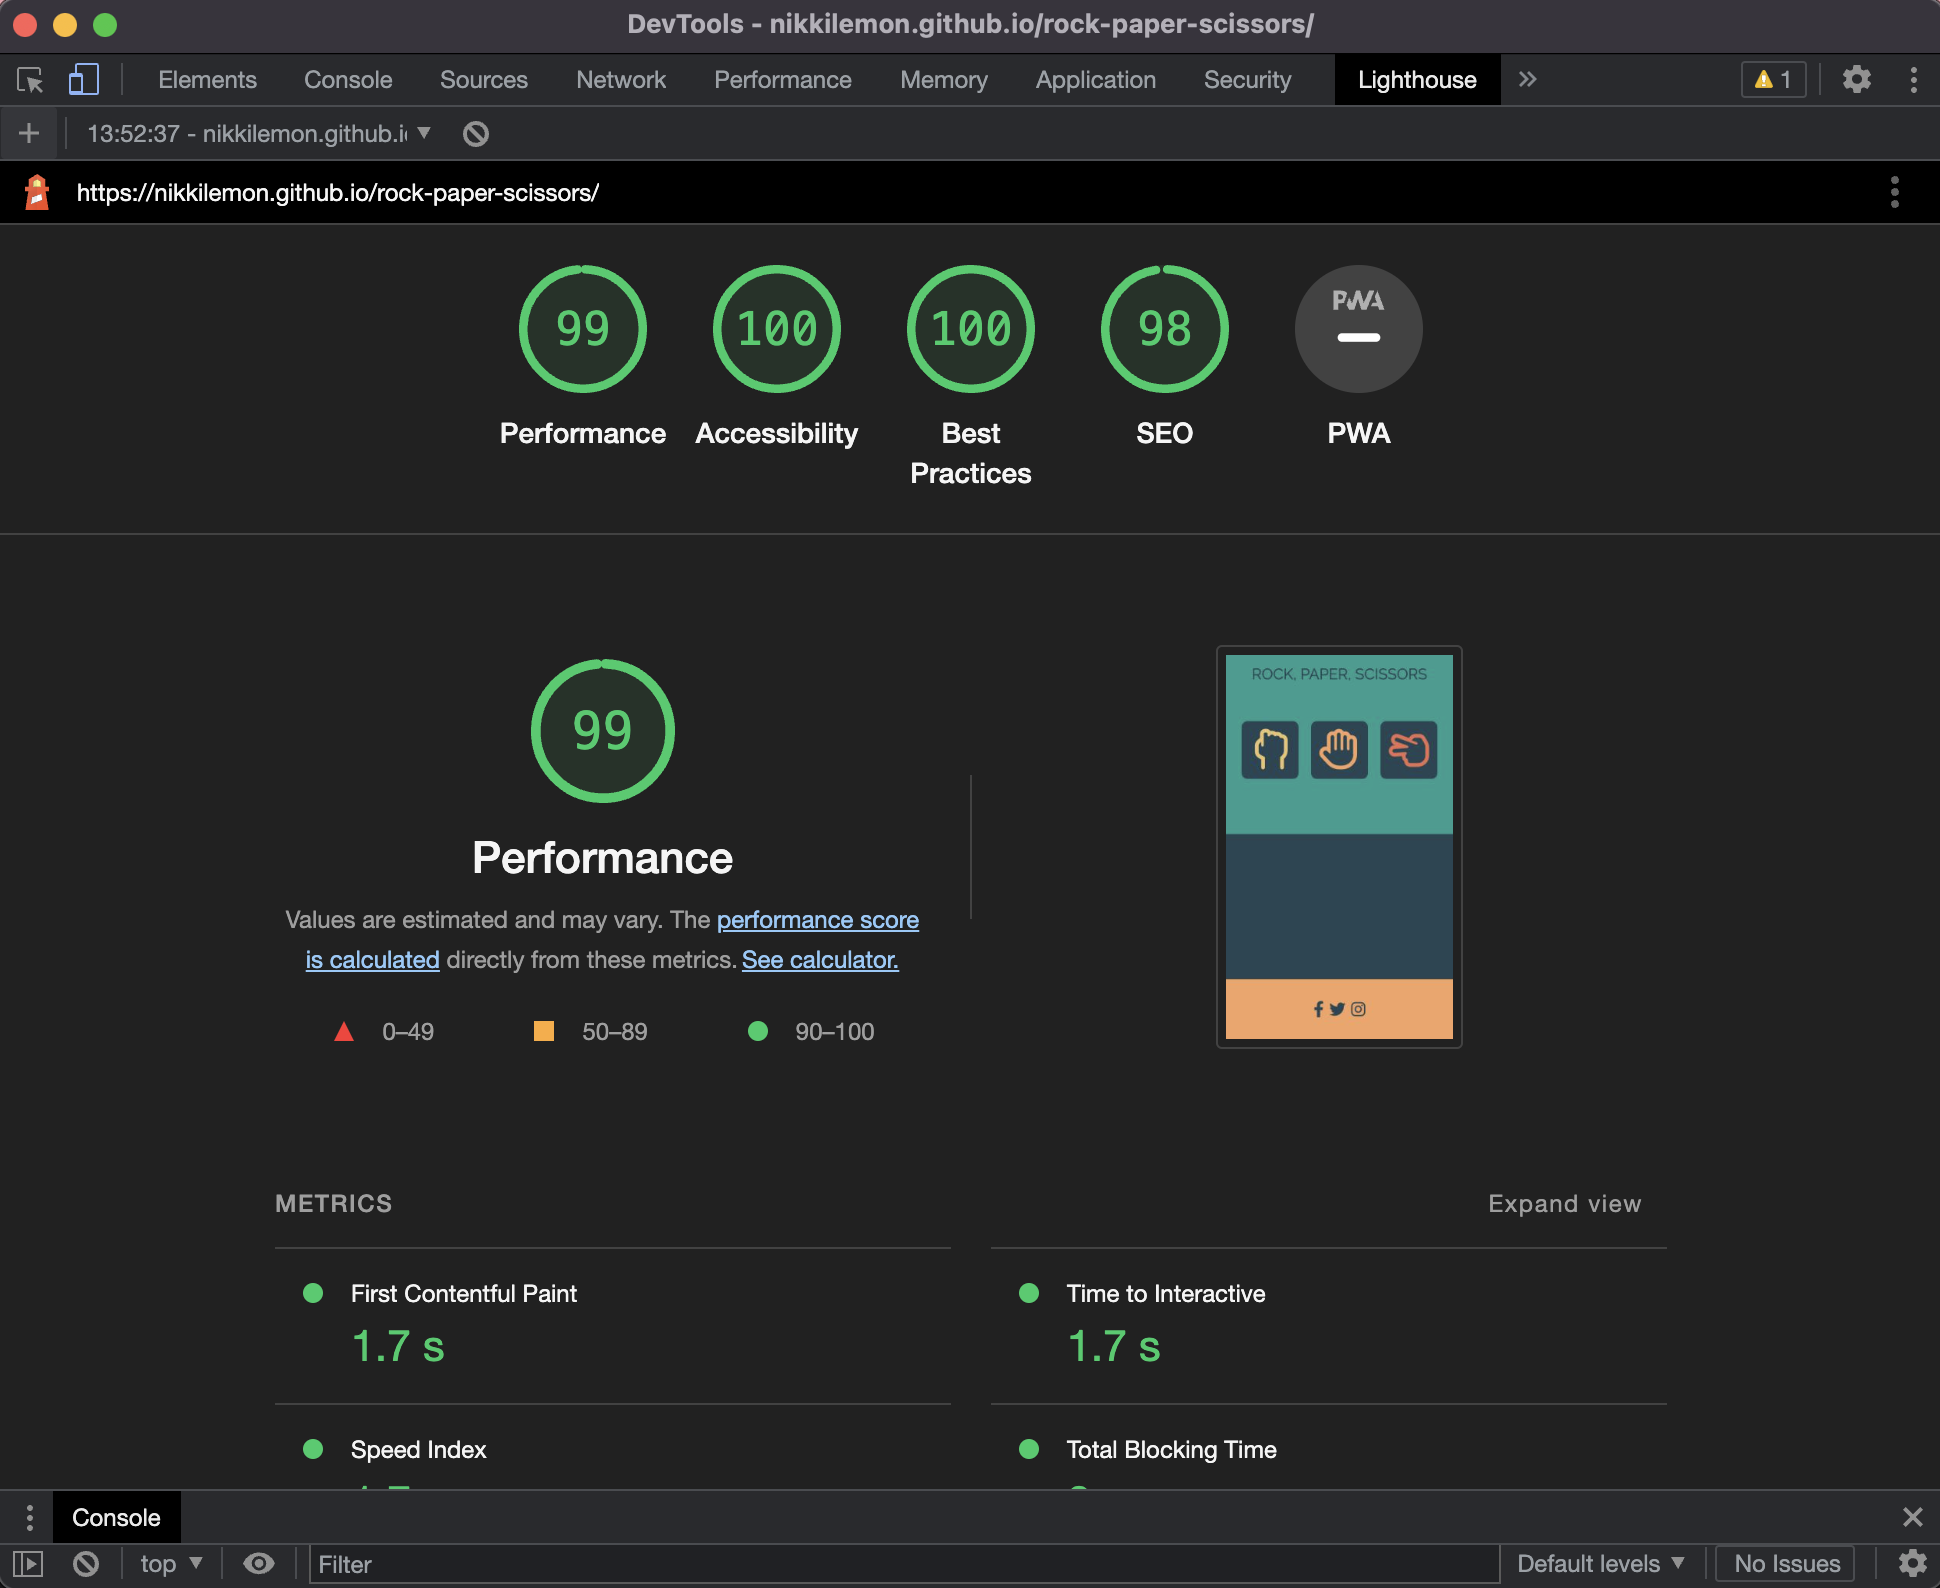 DevTools - nikkilemon.github.io/rock-paper-scissors/
Elements Console Sources Network Performance Memory Application Security Lighthouse » 1
+ 13:52:37 - nikkilemon.github.i
https://nikkilemon.github.io/rock-paper-scissors/
99 100 100 98 PWA
Performance Accessibility Best Practices SEO PWA
99
Performance
Values are estimated and may vary. The performance score
is calculated directly from these metrics. See calculator.
0–49 50–89 90–100
ROCK, PAPER, SCISSORS
METRICS Expand view
First Contentful Paint Time to Interactive
1.7 s 1.7 s
Speed Index Total Blocking Time
Console
top Filter Default levels No Issues